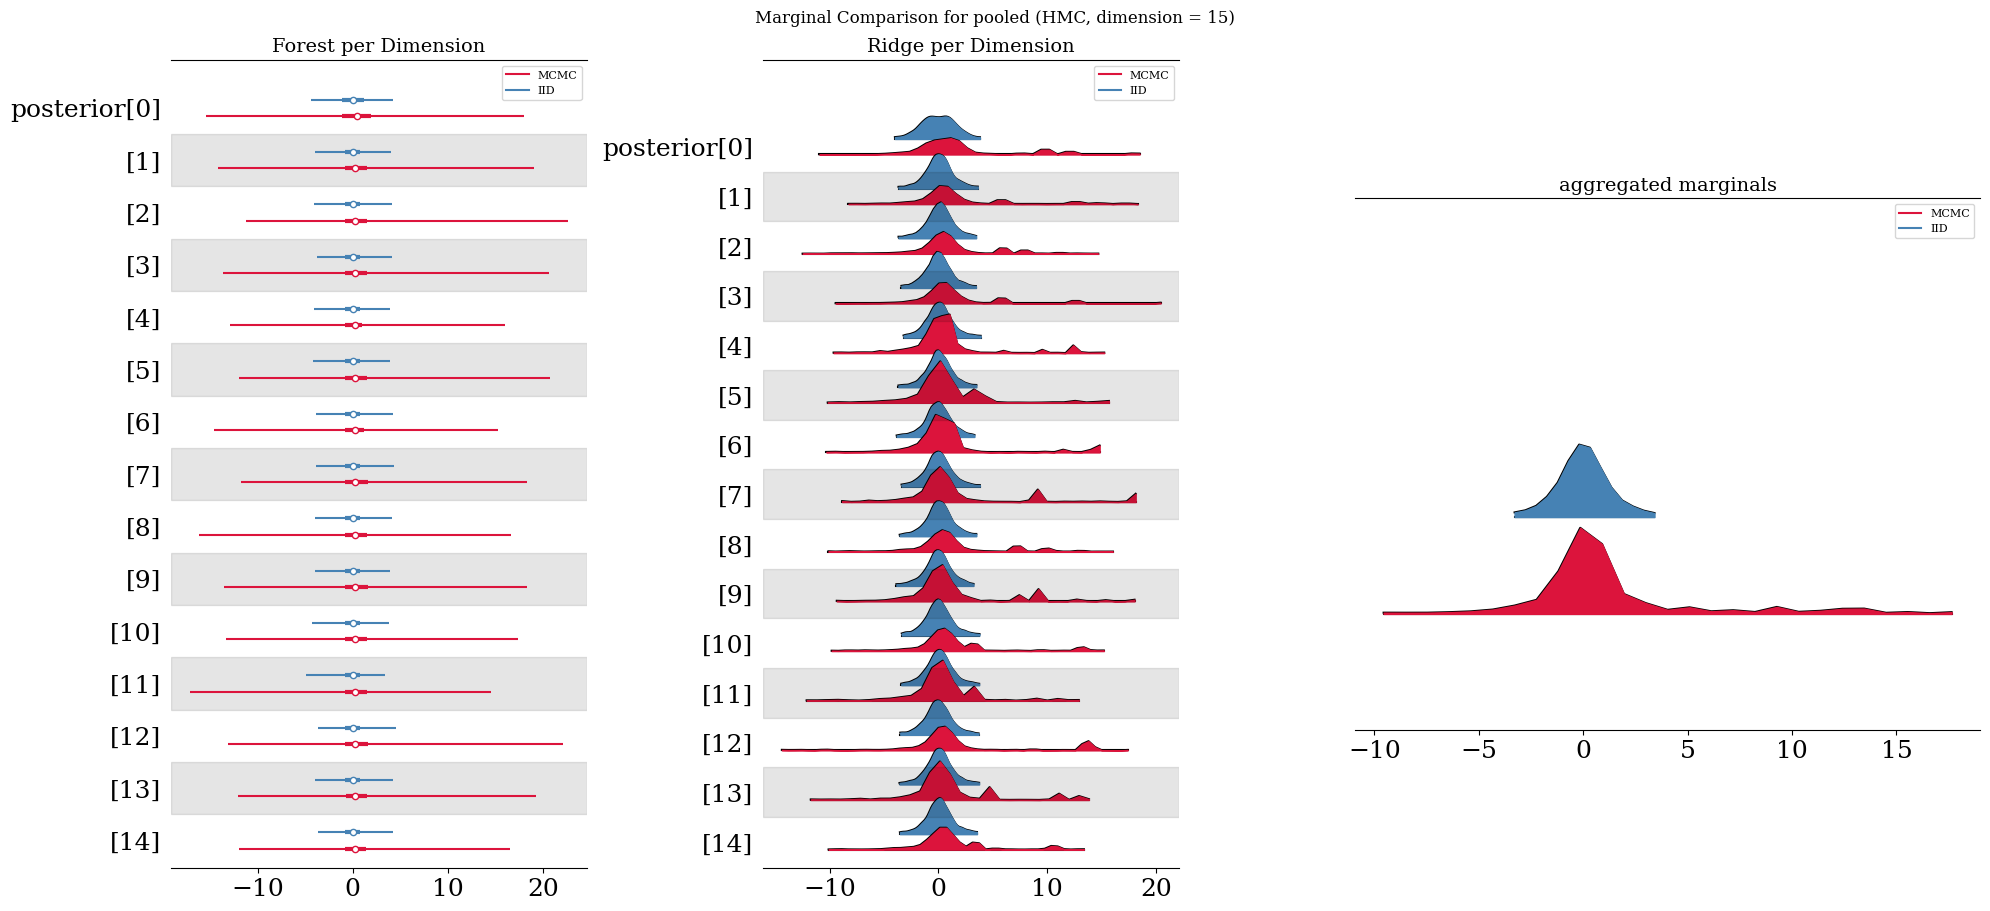 Marginal Comparison for pooled (HMC, dimension = 15)
Forest per Dimension
MCMC
IID
posterior[0]
[1]
[2]
[3]
[4]
[5]
[6]
[7]
[8]
[9]
[10]
[11]
[12]
[13]
[14]
−10 0 10 20
Ridge per Dimension
MCMC
IID
posterior[0]
[1]
[2]
[3]
[4]
[5]
[6]
[7]
[8]
[9]
[10]
[11]
[12]
[13]
[14]
−10 0 10 20
aggregated marginals
MCMC
IID
−10 −5 0 5 10 15